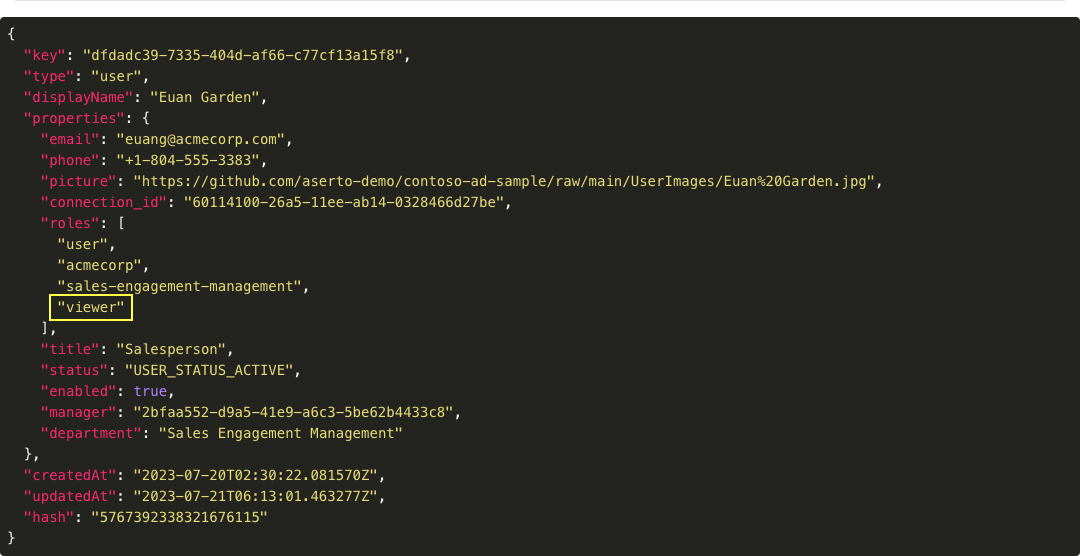 {
  "key": "dfdadc39-7335-404d-af66-c77cf13a15f8",
  "type": "user",
  "displayName": "Euan Garden",
  "properties": {
    "email": "euang@acmecorp.com",
    "phone": "+1-804-555-3383",
    "picture": "https://github.com/aserto-demo/contoso-ad-sample/raw/main/UserImages/Euan%20Garden.jpg",
    "connection_id": "60114100-26a5-11ee-ab14-0328466d27be",
    "roles": [
      "user",
      "acmecorp",
      "sales-engagement-management",
      "viewer"
    ],
    "title": "Salesperson",
    "status": "USER_STATUS_ACTIVE",
    "enabled": true,
    "manager": "2bfaa552-d9a5-41e9-a6c3-5be62b4433c8",
    "department": "Sales Engagement Management"
  },
  "createdAt": "2023-07-20T02:30:22.081570Z",
  "updatedAt": "2023-07-21T06:13:01.463277Z",
  "hash": "5767392338321676115"
}